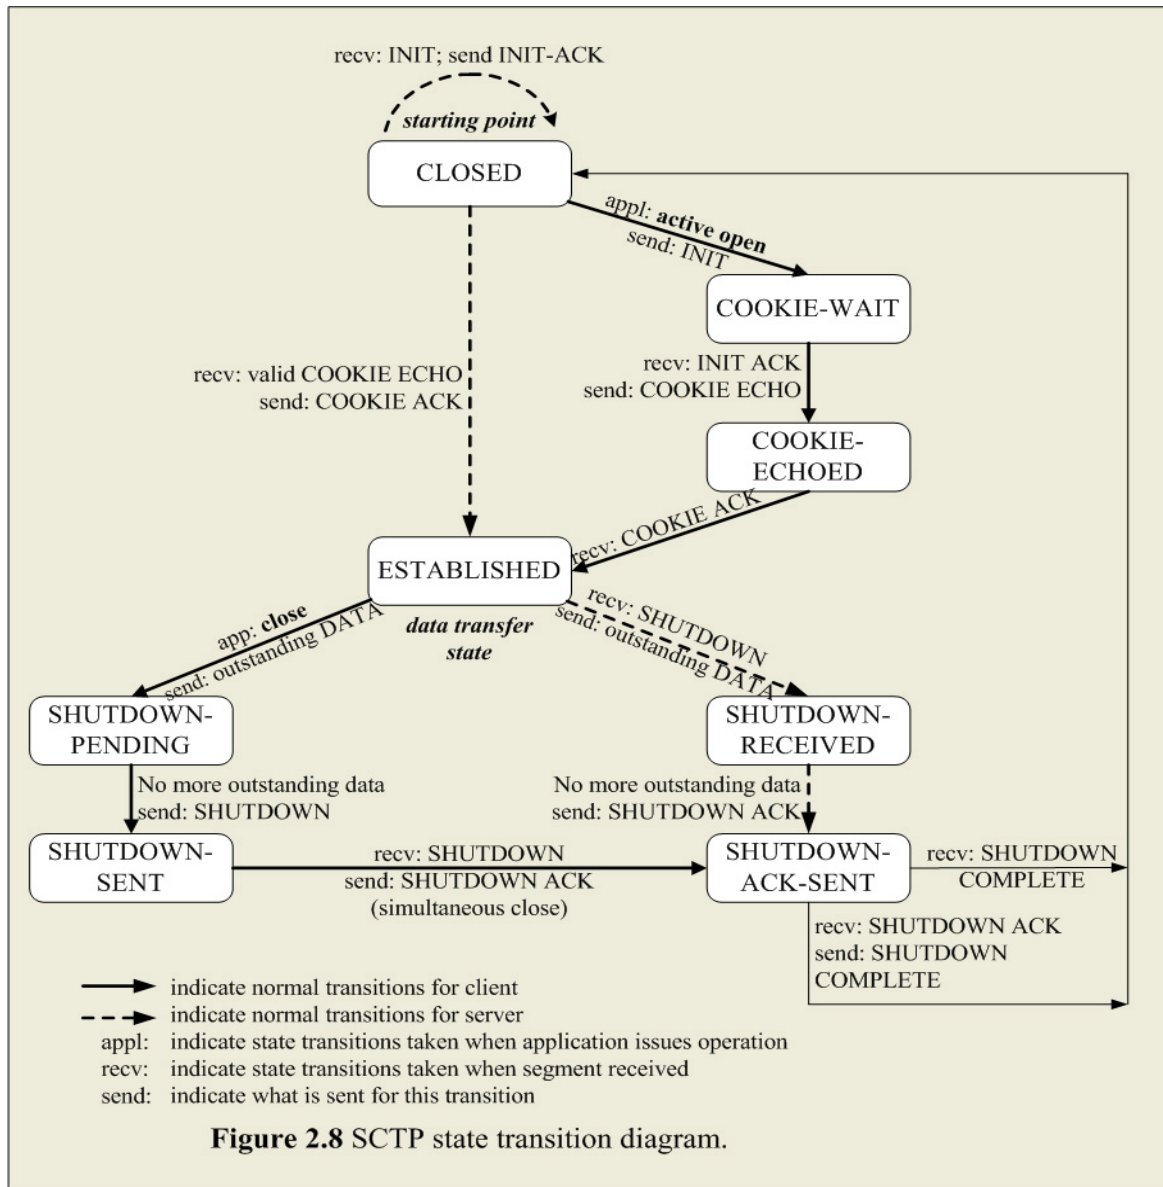 recv: INIT; send INIT-ACK
starting point
CLOSED
appl: active open
send: INIT
COOKIE-WAIT
recv: INIT ACK
send: COOKIE ECHO
recv: valid COOKIE ECHO
send: COOKIE ACK
COOKIE-
ECHOED
recv: COOKIE ACK
ESTABLISHED
app: close
send: outstanding DATA
data transfer
state
recv: SHUTDOWN
send: outstanding DATA
SHUTDOWN-
PENDING
SHUTDOWN-
RECEIVED
No more outstanding data
send: SHUTDOWN
No more outstanding data
send: SHUTDOWN ACK
SHUTDOWN-
SENT
recv: SHUTDOWN
send: SHUTDOWN ACK
(simultaneous close)
SHUTDOWN-
ACK-SENT
recv: SHUTDOWN
COMPLETE
recv: SHUTDOWN ACK
send: SHUTDOWN
COMPLETE
indicate normal transitions for client
indicate normal transitions for server
appl: indicate state transitions taken when application issues operation
recv: indicate state transitions taken when segment received
send: indicate what is sent for this transition
Figure 2.8 SCTP state transition diagram.